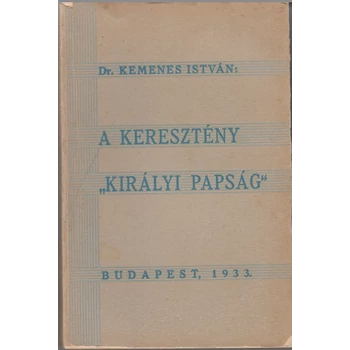 Dr. KEMENES ISTVÁN:
A KERESZTÉNY
„KIRÁLYI PAPSÁG"
BUDAPEST, 1933.